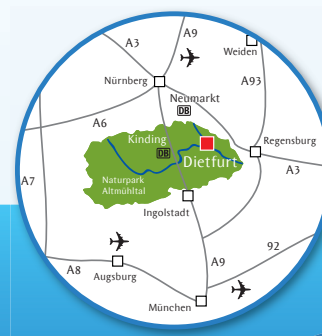 A9
A3
Weiden
Nürnberg
A93
Neumarkt
DB
A6
Kinding
DB
Regensburg
Dietfurt
A3
A7
Naturpark
Altmühltal
Ingolstadt
92
A9
A8
Augsburg
München